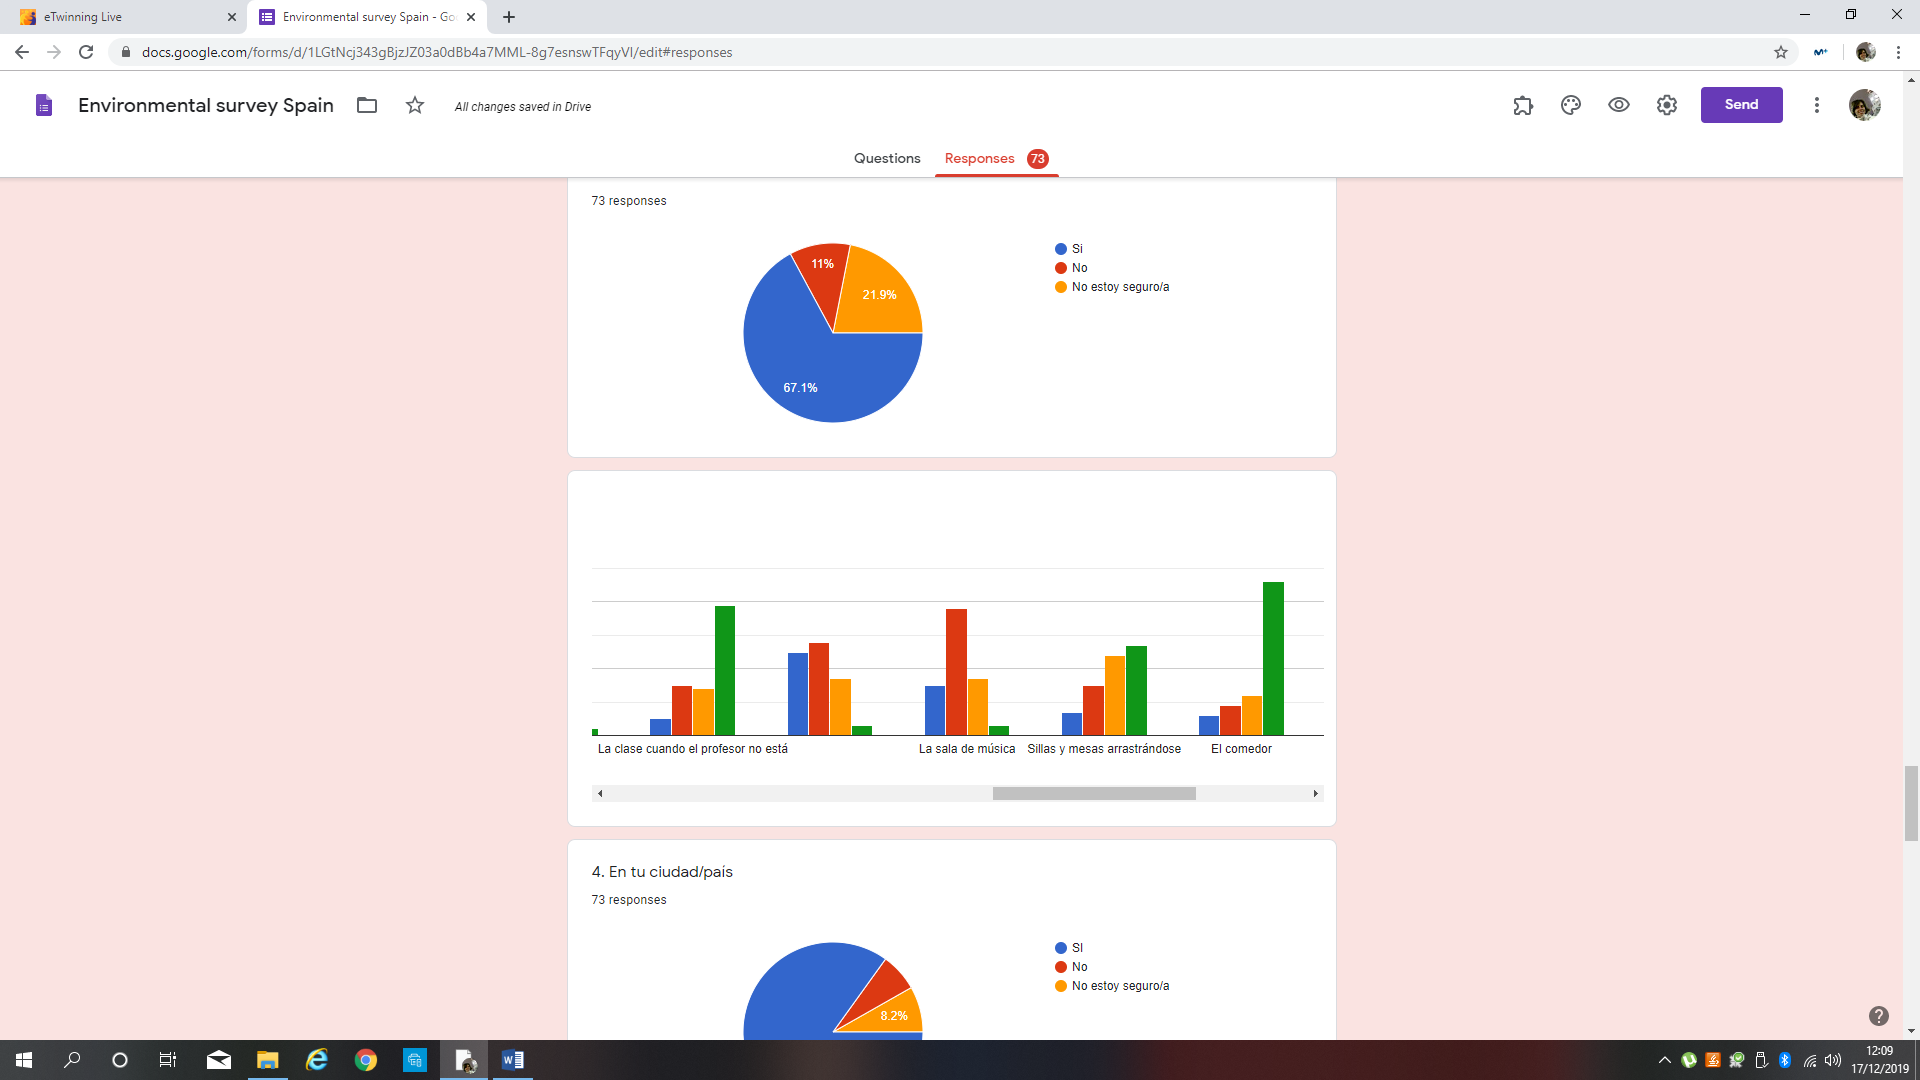 eTwinning Live
Environmental survey Spain - Go
docs.google.com/forms/d/1LGtNcj343gBjzJZ03a0dBb4a7MML-8g7esnswTFqyVI/edit#responses
Environmental survey Spain
All changes saved in Drive
Send
Questions
Responses 73
73 responses
11%
21.9%
67.1%
Si
No
No estoy seguro/a
La clase cuando el profesor no está
La sala de música
Sillas y mesas arrastrándose
El comedor
4. En tu ciudad/país
73 responses
8.2%
SI
No
No estoy seguro/a
12:09
17/12/2019